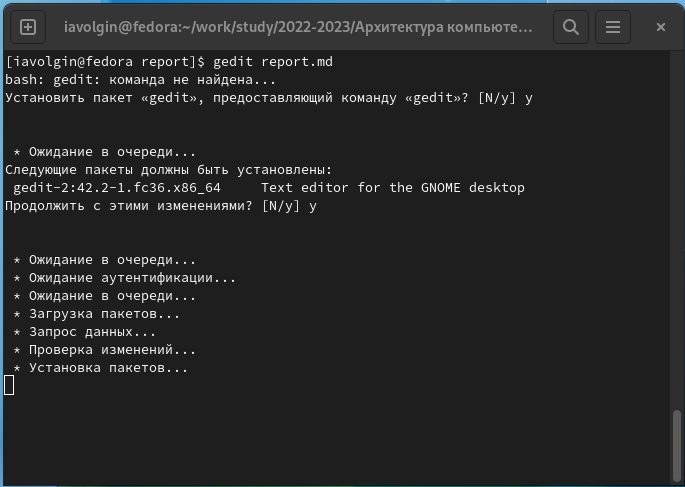 iavolgin@fedora:~/work/study/2022-2023/Архитектура компьюте...
[iavolgin@fedora report]$ gedit report.md
bash: gedit: команда не найдена...
Установить пакет «gedit», предоставляющий команду «gedit»? [N/y] y
* Ожидание в очереди...
Следующие пакеты должны быть установлены:
gedit-2:42.2-1.fc36.x86_64 Text editor for the GNOME desktop
Продолжить с этими изменениями? [N/y] y
* Ожидание в очереди...
* Ожидание аутентификации...
* Ожидание в очереди...
* Загрузка пакетов...
* Запрос данных...
* Проверка изменений...
* Установка пакетов...